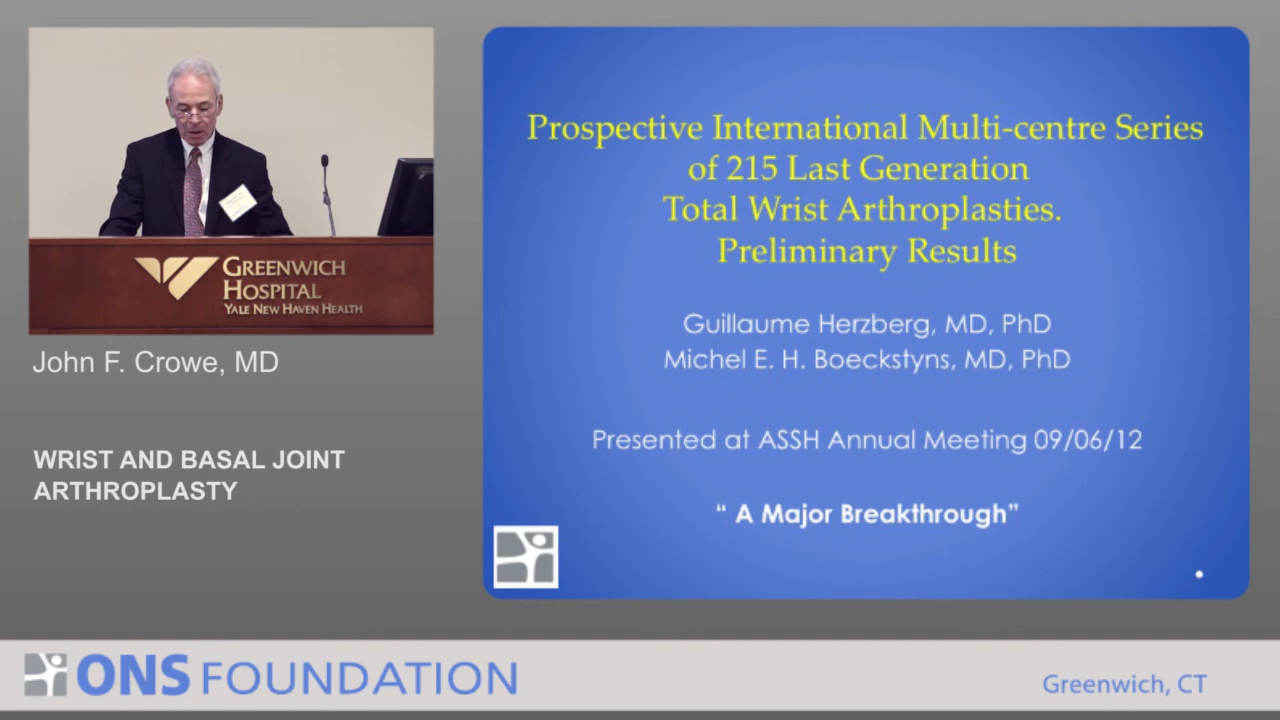 GREENWICH
HOSPITAL
YALE NEW HAVEN HEALTH
John F. Crowe, MD
WRIST AND BASAL JOINT
ARTHROPLASTY
Prospective International Multi-centre Series
of 215 Last Generation
Total Wrist Arthroplasties.
Preliminary Results
Guillaume Herzberg, MD, PhD
Michel E. H. Boeckstyns, MD, PhD
Presented at ASSH Annual Meeting 09/06/12
“ A Major Breakthrough”
ONS FOUNDATION
Greenwich, CT